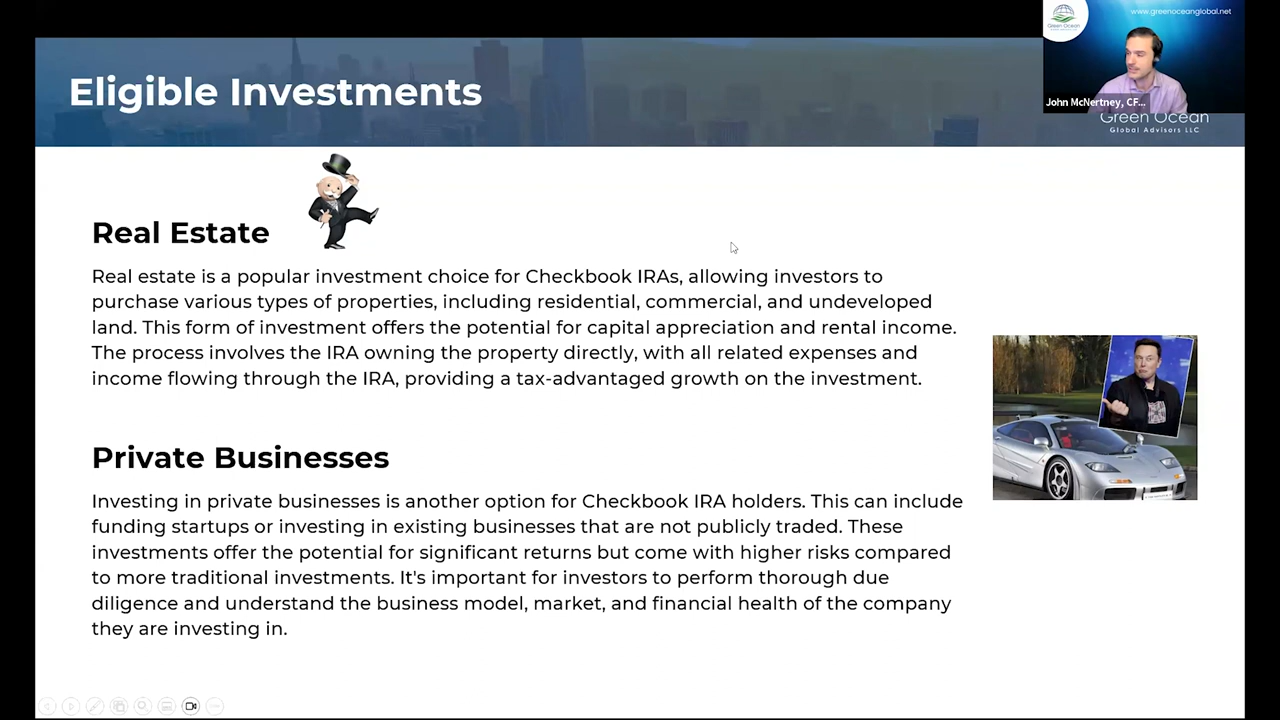 www.greenoceanglobal.net
Green Ocean
John McNertney, CF...
Eligible Investments
Green Ocean
Global Advisors LLC
Real Estate
Real estate is a popular investment choice for Checkbook IRAs, allowing investors to
purchase various types of properties, including residential, commercial, and undeveloped
land. This form of investment offers the potential for capital appreciation and rental income.
The process involves the IRA owning the property directly, with all related expenses and
income flowing through the IRA, providing a tax-advantaged growth on the investment.
Private Businesses
Investing in private businesses is another option for Checkbook IRA holders. This can include
funding startups or investing in existing businesses that are not publicly traded. These
investments offer the potential for significant returns but come with higher risks compared
to more traditional investments. It's important for investors to perform thorough due
diligence and understand the business model, market, and financial health of the company
they are investing in.